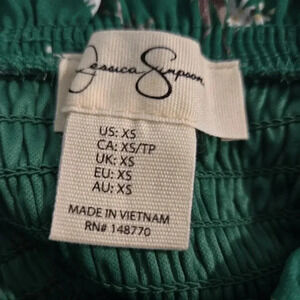 Jessica Simpson
US: XS
CA: XS/TP
UK: XS
EU: XS
AU: XS
MADE IN VIETNAM
RN# 148770